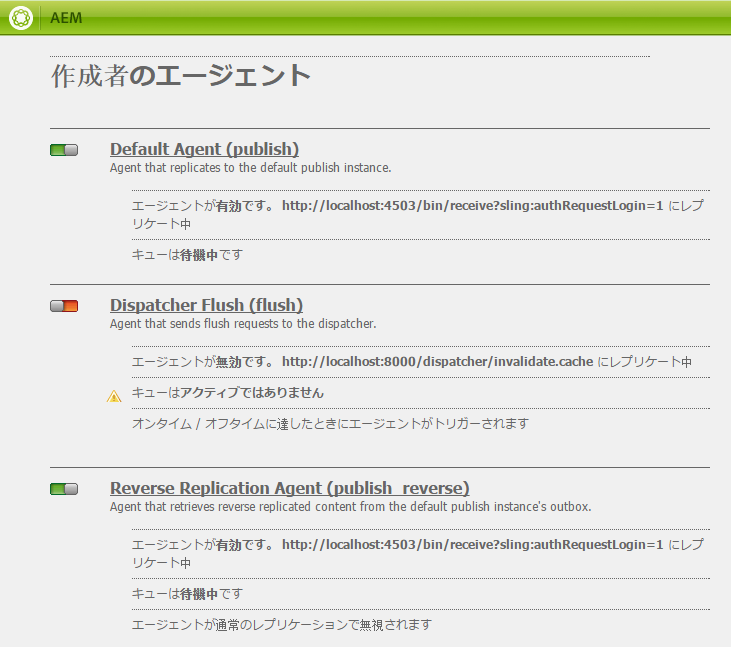 AEM
作成者のエージェント
Default Agent (publish)
Agent that replicates to the default publish instance.
エージェントが有効です。 http://localhost:4503/bin/receive?sling:authRequestLogin=1 にレプ
リケート中
キューは待機中です
Dispatcher Flush (flush)
Agent that sends flush requests to the dispatcher.
エージェントが無効です。 http://localhost:8000/dispatcher/invalidate.cache にレプリケート中
キューはアクティブではありません
オンタイム / オフタイムに達したときにエージェントがトリガーされます
Reverse Replication Agent (publish_reverse)
Agent that retrieves reverse replicated content from the default publish instance's outbox.
エージェントが有効です。 http://localhost:4503/bin/receive?sling:authRequestLogin=1 にレプ
リケート中
キューは待機中です
エージェントが通常のレプリケーションで無視されます